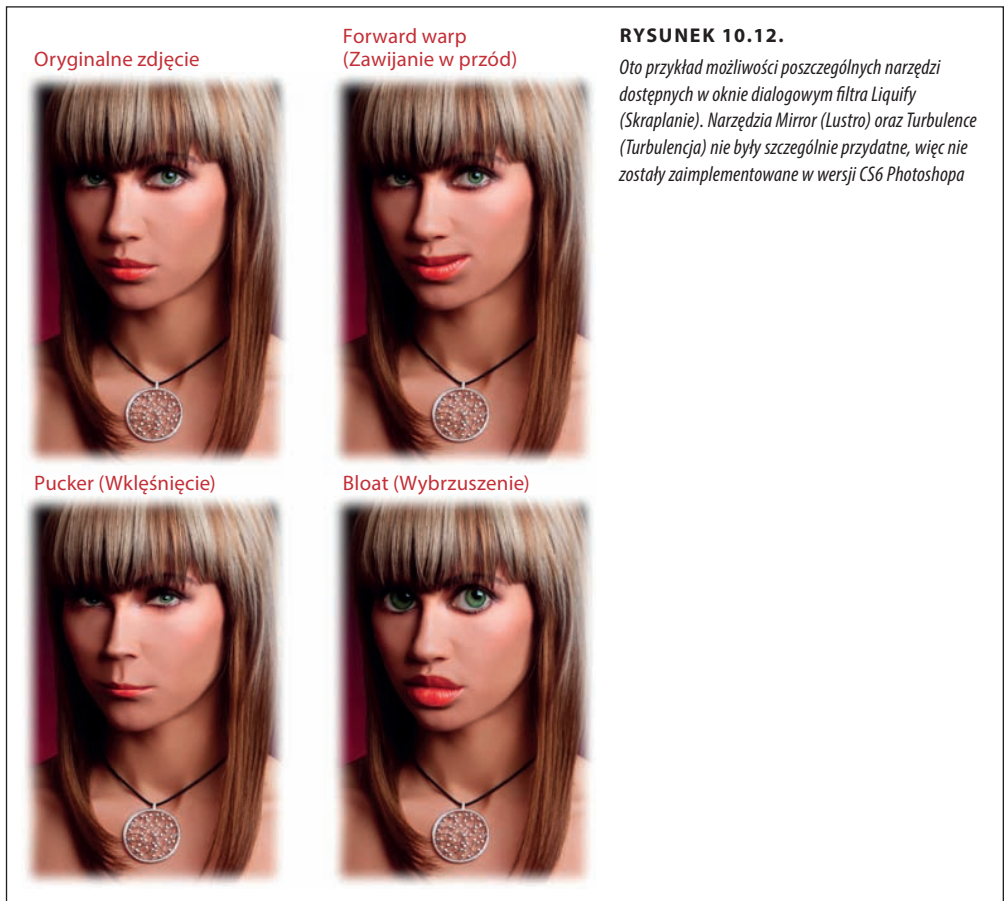 Oryginalne zdjęcie
Forward warp
(Zawijanie w przód)
RYSUNEK 10.12.
Oto przykład możliwości poszczególnych narzędzi
dostępnych w oknie dialogowym filtra Liquify
(Skraplanie). Narzędzia Mirror (Lustro) oraz Turbulence
(Turbulencja) nie były szczególnie przydatne, więc nie
zostały zaimplementowane w wersji CS6 Photoshopa
Pucker (Wklęśnięcie)
Bloat (Wybrzuszenie)